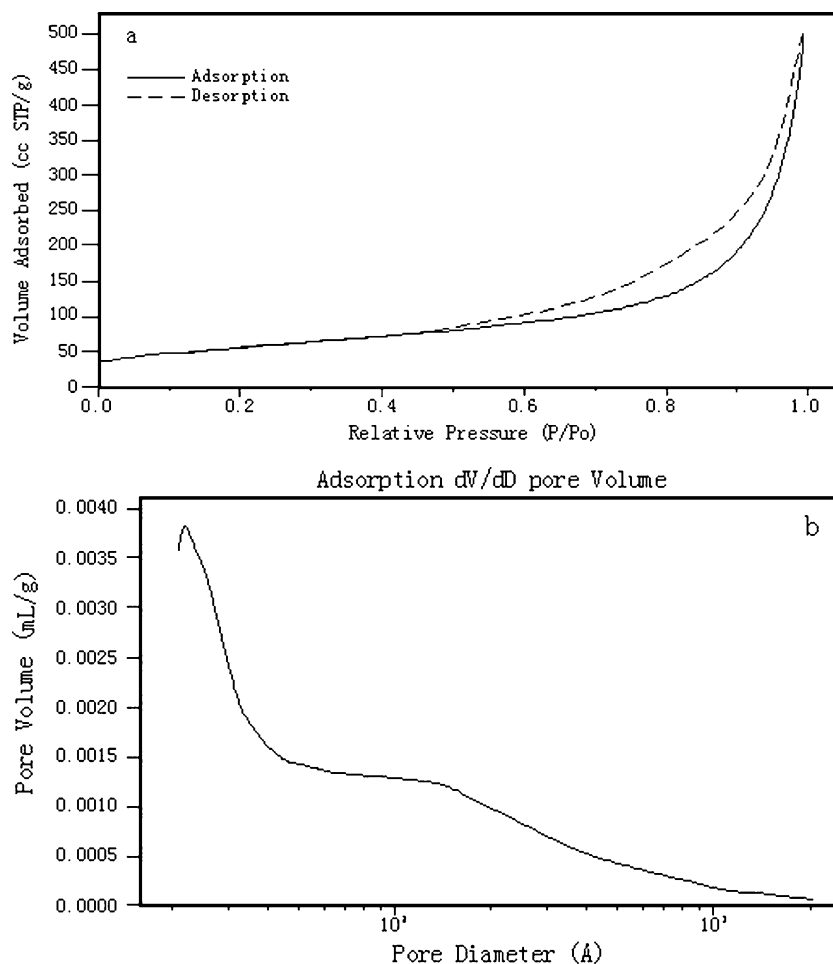 a
500
450
400
350
300
250
200
150
100
50
0
Adsorption
Desorption
Volume Adsorbed (cc STP/g)
0.0 0.2 0.4 0.6 0.8 1.0
Relative Pressure (P/Po)
Adsorption dV/dD pore Volume
b
0.0040
0.0035
0.0030
0.0025
0.0020
0.0015
0.0010
0.0005
0.0000
Pore Volume (mL/g)
10³ 10³
Pore Diameter (A)